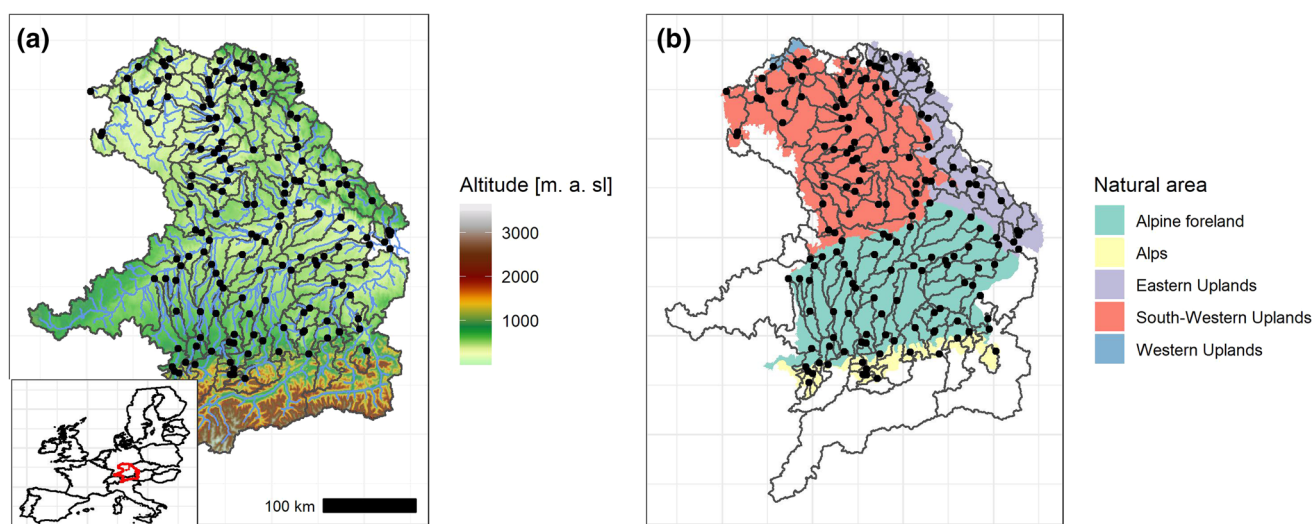 (a)
Altitude [m. a. sl]
3000
2000
1000
100 km
(b)
Natural area
Alpine foreland
Alps
Eastern Uplands
South-Western Uplands
Western Uplands